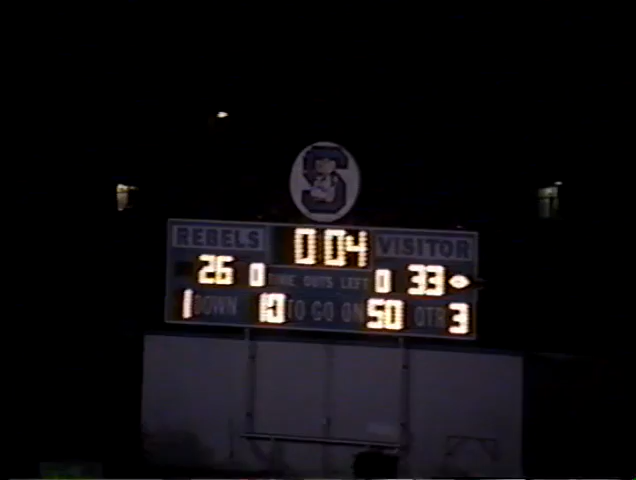 S
REBELS 0 04 VISITOR
26 0 TIME OUTS LEFT 0 33
1 DOWN 10 TO GO ON 50 QTR 3